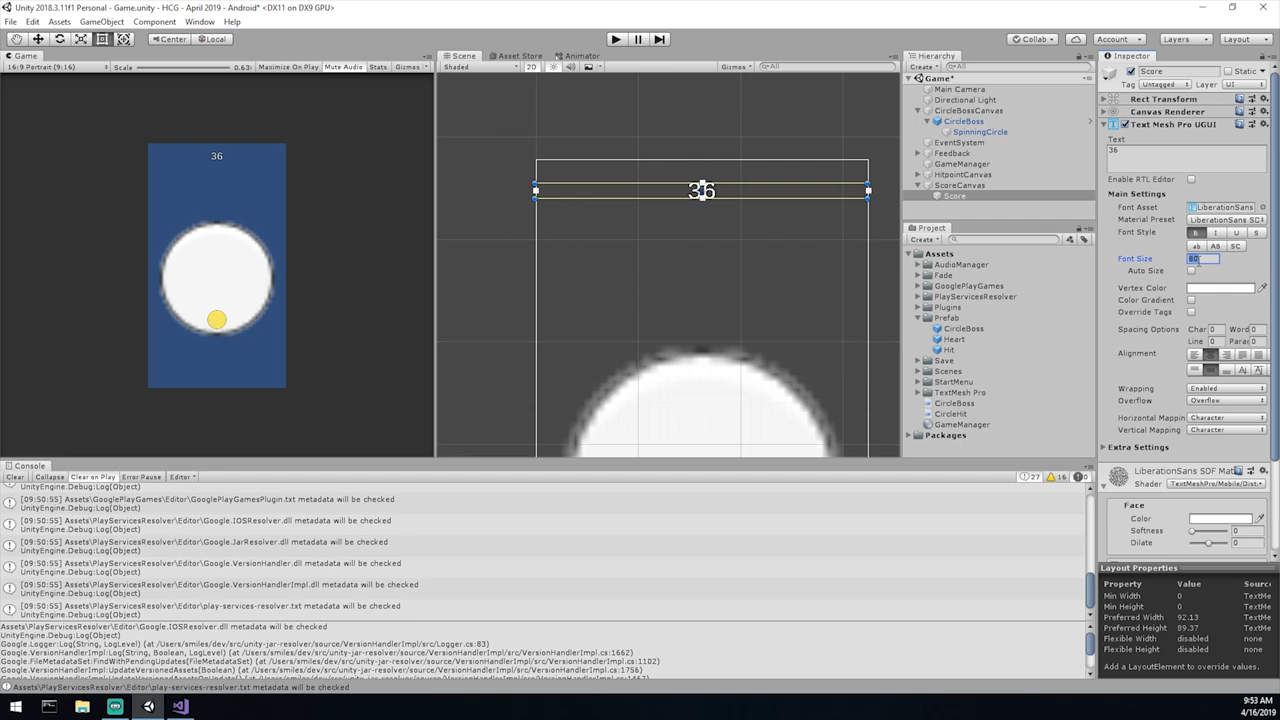 Unity 2018.3.11f1 Personal - Game.unity - HCG - April 2019 - Android* <DX11 on DX9 GPU>
File Edit Assets GameObject Component Window Help
Center Local Collab Account Layers Layout
Game
16:9 Portrait (9:16) Scale 0.63 Maximize On Play Mute Audio Stats Gizmos
36
Scene Asset Store Animator
Shaded 2D Gizmos All
36
Hierarchy
Create All
Game*
Main Camera
Directional Light
CircleBossCanvas
CircleBoss
SpinningCircle
EventSystem
Feedback
GameManager
HitpointCanvas
ScoreCanvas
Score
Project
Create
Assets
AudioManager
Fade
GooglePlayGames
PlayServicesResolver
Plugins
Prefab
CircleBoss
Heart
Hit
Save
Scenes
StartMenu
TextMesh Pro
CircleBoss
CircleHit
GameManager
Packages
Inspector
Score Static
Tag Untagged Layer UI
Rect Transform
Canvas Renderer
Text Mesh Pro UGUI
Text
36
Enable RTL Editor
Main Settings
Font Asset LiberationSans
Material Preset LiberationSans SD
Font Style B I U S
ab AB SC
Font Size
Auto Size
Vertex Color
Color Gradient
Override Tags
Spacing Options Char 0 Word 0
Line 0 Parag 0
Alignment
Wrapping Enabled
Overflow Overflow
Horizontal Mappin Character
Vertical Mapping Character
Extra Settings
LiberationSans SDF Mat
Shader TextMeshPro/Mobile/Dist
Face
Color
Softness 0
Dilate 0
Layout Properties
Property Value Source
Min Width 0 TextMe
Min Height 0 TextMe
Preferred Width 92.13 TextMe
Preferred Height 89.37 TextMe
Flexible Width disabled none
Flexible Height disabled none
Add a LayoutElement to override values.
Console
Clear Collapse Clear on Play Error Pause Editor 27 16 0
UnityEngine.Debug:Log(Object)
[09:50:55] Assets\GooglePlayGames\Editor\GooglePlayGamesPlugin.txt metadata will be checked
UnityEngine.Debug:Log(Object)
[09:50:55] Assets\PlayServicesResolver\Editor\Google.IOSResolver.dll metadata will be checked
UnityEngine.Debug:Log(Object)
[09:50:55] Assets\PlayServicesResolver\Editor\Google.JarResolver.dll metadata will be checked
UnityEngine.Debug:Log(Object)
[09:50:55] Assets\PlayServicesResolver\Editor\Google.VersionHandler.dll metadata will be checked
UnityEngine.Debug:Log(Object)
[09:50:55] Assets\PlayServicesResolver\Editor\Google.VersionHandlerImpl.dll metadata will be checked
UnityEngine.Debug:Log(Object)
[09:50:55] Assets\PlayServicesResolver\Editor\play-services-resolver.txt metadata will be checked
UnityEngine.Debug:Log(Object)
Assets\PlayServicesResolver\Editor\Google.IOSResolver.dll metadata will be checked
UnityEngine.Debug:Log(Object)
Google.Logger:Log(String, LogLevel) (at /Users/smiles/dev/src/unity-jar-resolver/source/VersionHandlerImpl/src/Logger.cs:83)
Google.VersionHandlerImpl:Log(String, Boolean, LogLevel) (at /Users/smiles/dev/src/unity-jar-resolver/source/VersionHandlerImpl/src/VersionHandlerImpl.cs:1662)
Google.FileMetadataSet:FindWithPendingUpdates(FileMetadataSet) (at /Users/smiles/dev/src/unity-jar-resolver/source/VersionHandlerImpl/src/VersionHandlerImpl.cs:1102)
Google.VersionHandlerImpl:UpdateVersionedAssets(Boolean) (at /Users/smiles/dev/src/unity-jar-resolver/source/VersionHandlerImpl/src/VersionHandlerImpl.cs:1756)
Assets\PlayServicesResolver\Editor\play-services-resolver.txt metadata will be checked
9:53 AM
4/16/2019